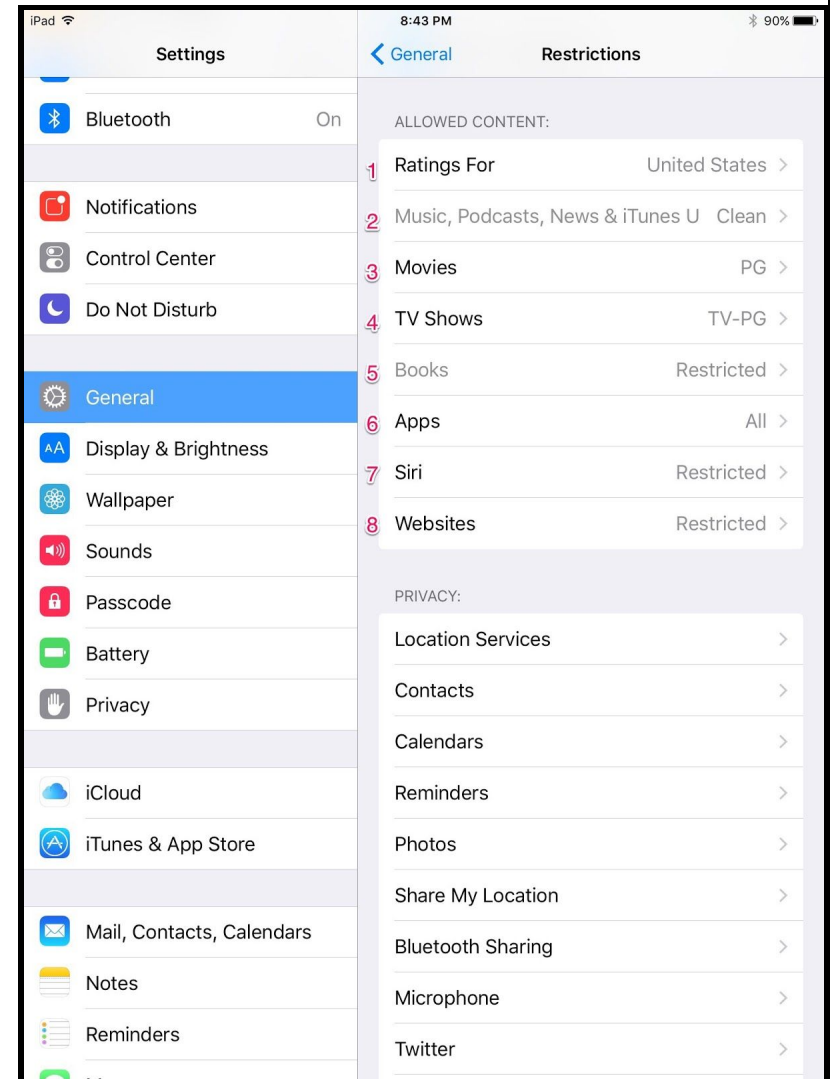 iPad 8:43 PM 90%
Settings
Bluetooth On
Notifications
Control Center
Do Not Disturb
General
AA Display & Brightness
Wallpaper
Sounds
Passcode
Battery
Privacy
iCloud
iTunes & App Store
Mail, Contacts, Calendars
Notes
Reminders
General Restrictions
ALLOWED CONTENT:
1 Ratings For United States
2 Music, Podcasts, News & iTunes U Clean
3 Movies PG
4 TV Shows TV-PG
5 Books Restricted
6 Apps All
7 Siri Restricted
8 Websites Restricted
PRIVACY:
Location Services
Contacts
Calendars
Reminders
Photos
Share My Location
Bluetooth Sharing
Microphone
Twitter